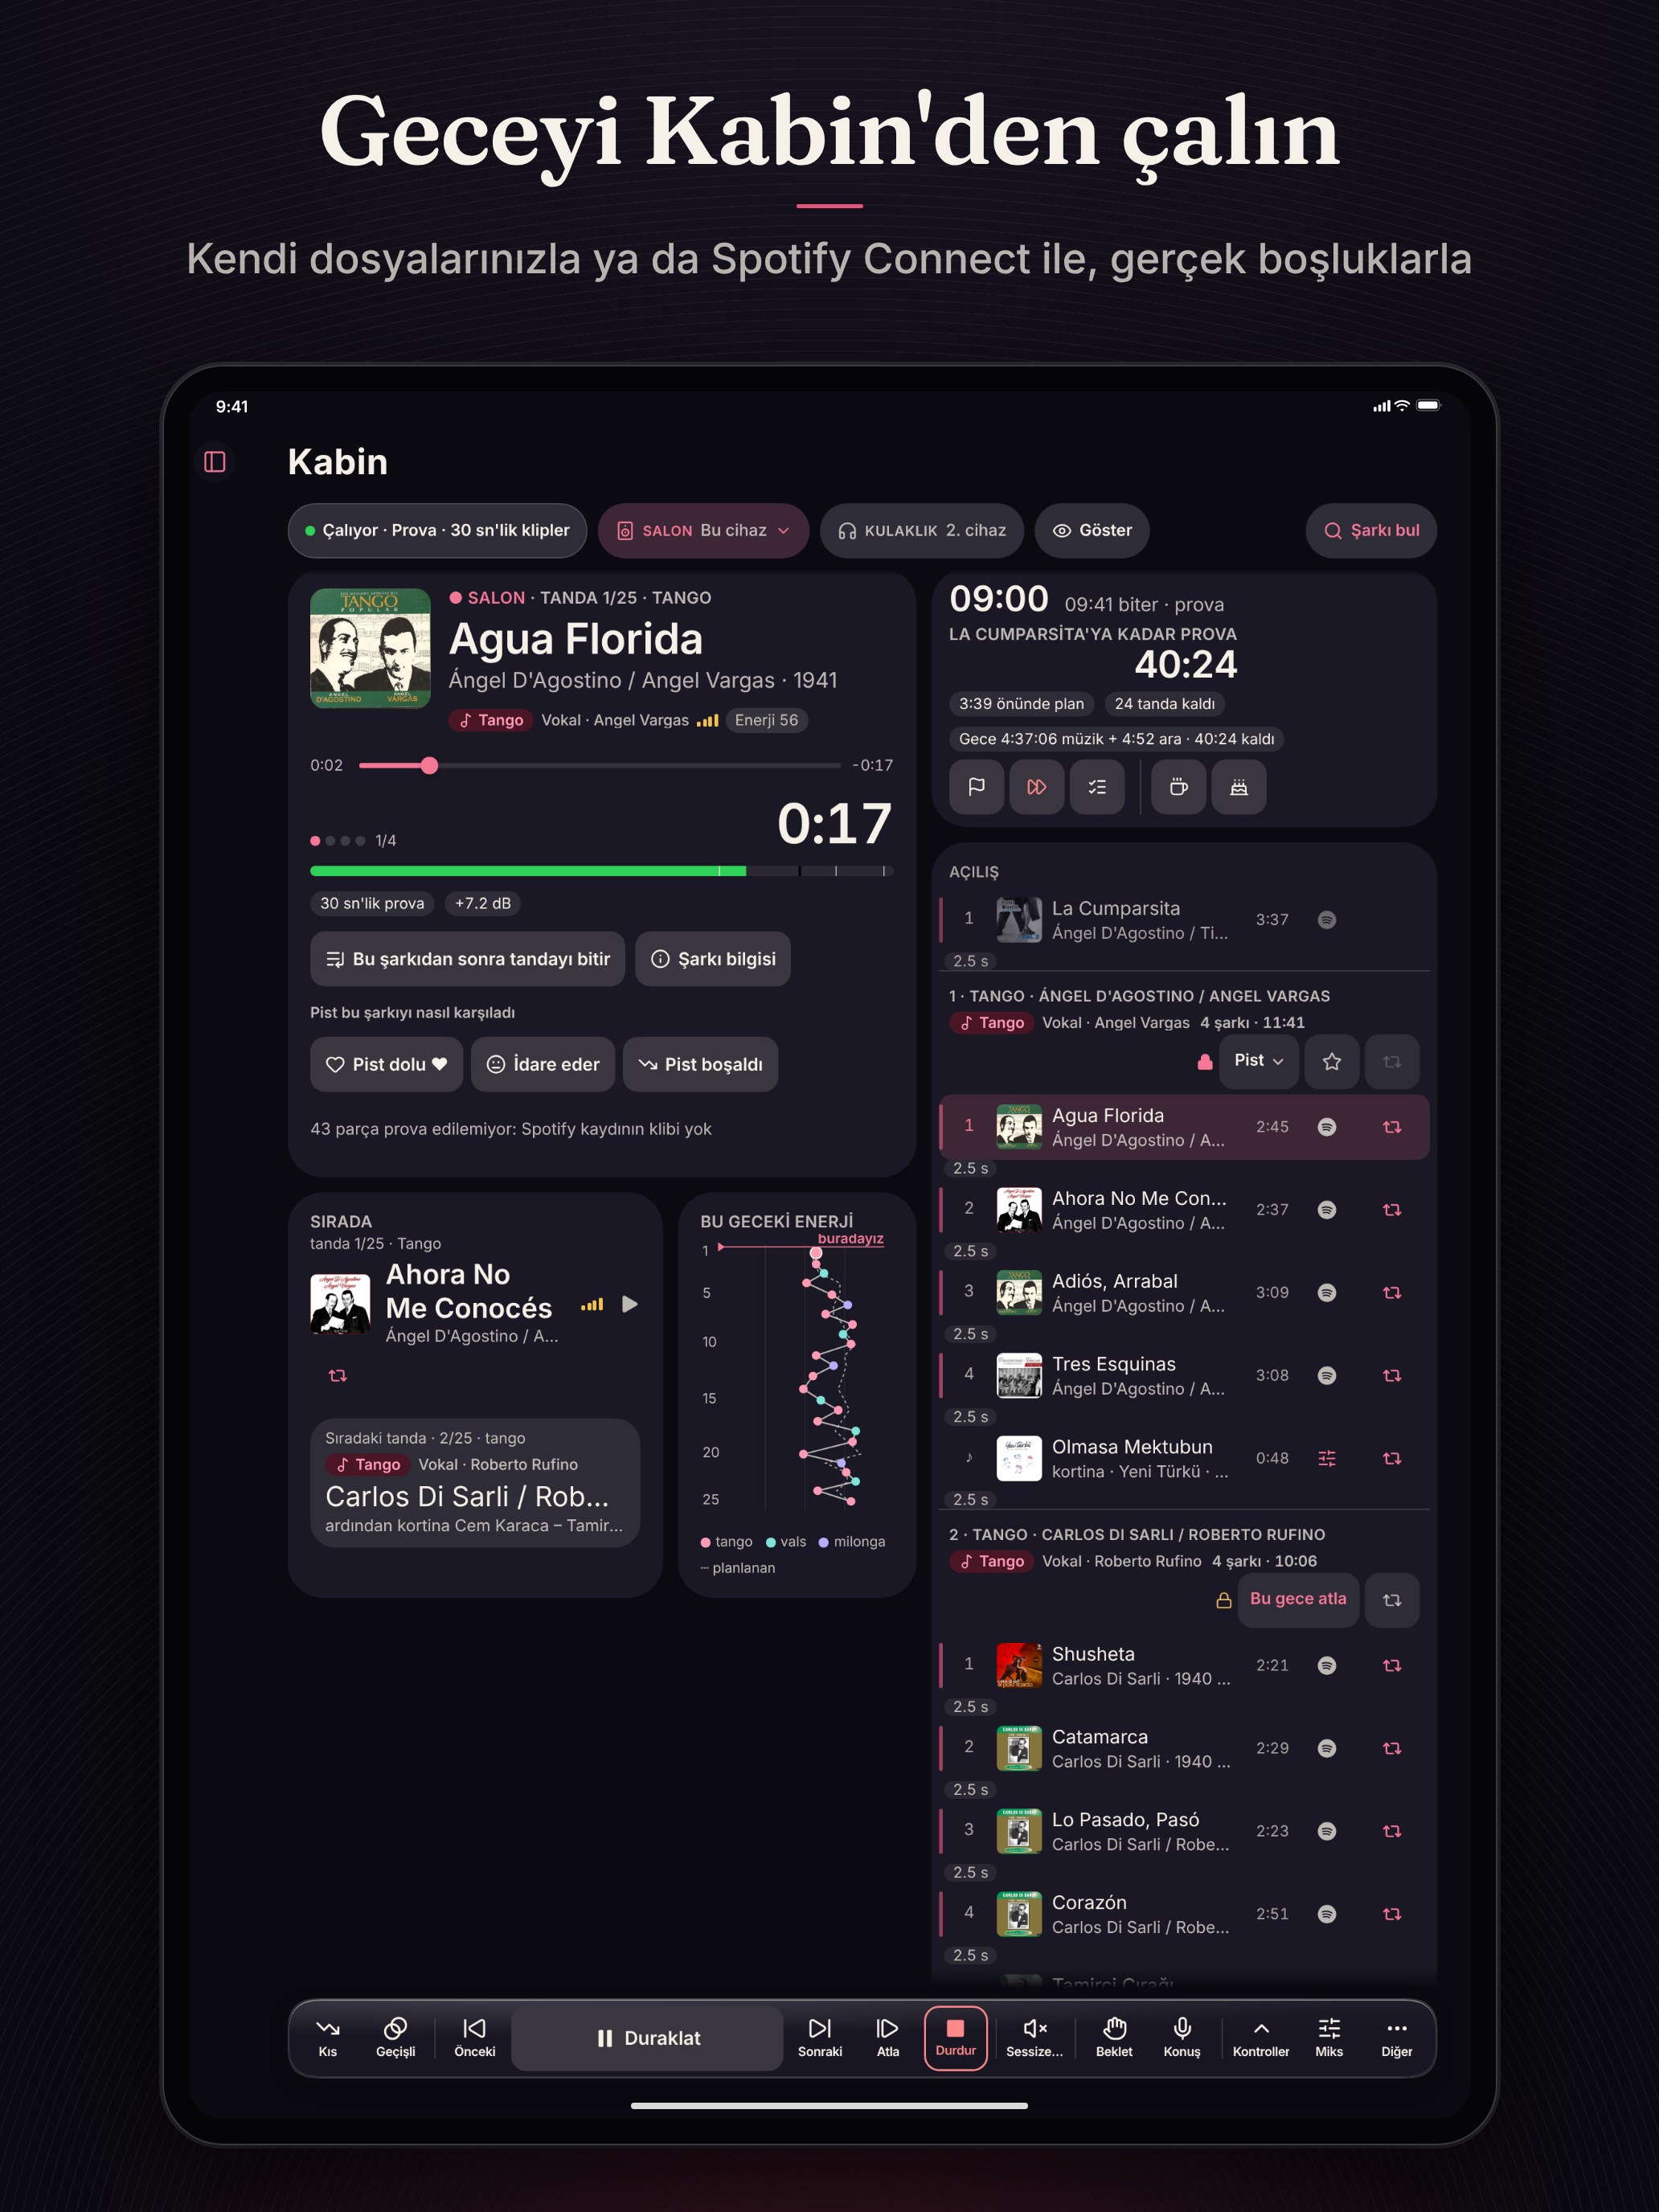 Geceyi Kabin'den çalın
Kendi dosyalarınızla ya da Spotify Connect ile, gerçek boşluklarla
9:41
Kabin
Çalıyor · Prova · 30 sn'lik klipler
SALON Bu cihaz
KULAKLIK 2. cihaz
Göster
Şarkı bul
TANGO
POPULAR
ANGEL D'AGOSTINO
ANGEL VARGAS
SALON · TANDA 1/25 · TANGO
Agua Florida
Ángel D'Agostino / Angel Vargas · 1941
Tango Vokal · Angel Vargas Enerji 56
0:02
-0:17
1/4
0:17
30 sn'lik prova
+7.2 dB
Bu şarkıdan sonra tandayı bitir
Şarkı bilgisi
Pist bu şarkıyı nasıl karşıladı
Pist dolu ♥
İdare eder
Pist boşaldı
43 parça prova edilemiyor: Spotify kaydının klibi yok
SIRADA
tanda 1/25 · Tango
Ahora No
Me Conocés
Ángel D'Agostino / A...
Sıradaki tanda · 2/25 · tango
Tango Vokal · Roberto Rufino
Carlos Di Sarli / Rob...
ardından kortina Cem Karaca – Tamir...
BU GECEKİ ENERJİ
buradayız
1
5
10
15
20
25
tango vals milonga
planlanan
09:00 09:41 biter · prova
LA CUMPARSİTA'YA KADAR PROVA
40:24
3:39 önünde plan
24 tanda kaldı
Gece 4:37:06 müzik + 4:52 ara · 40:24 kaldı
AÇILIŞ
1 La Cumparsita 3:37
Ángel D'Agostino / Ti...
2.5 s
1 · TANGO · ÁNGEL D'AGOSTINO / ANGEL VARGAS
Tango Vokal · Angel Vargas 4 şarkı · 11:41
Pist
1 Agua Florida 2:45
Ángel D'Agostino / A...
2.5 s
2 Ahora No Me Con... 2:37
Ángel D'Agostino / A...
2.5 s
3 Adiós, Arrabal 3:09
Ángel D'Agostino / A...
2.5 s
4 Tres Esquinas 3:08
Ángel D'Agostino / A...
2.5 s
♪ Olmasa Mektubun 0:48
kortina · Yeni Türkü · ...
2.5 s
2 · TANGO · CARLOS DI SARLI / ROBERTO RUFINO
Tango Vokal · Roberto Rufino 4 şarkı · 10:06
Bu gece atla
1 Shusheta 2:21
Carlos Di Sarli · 1940 ...
2.5 s
2 Catamarca 2:29
Carlos Di Sarli · 1940 ...
2.5 s
3 Lo Pasado, Pasó 2:23
Carlos Di Sarli / Robe...
2.5 s
4 Corazón 2:51
Carlos Di Sarli / Robe...
2.5 s
Tamirci Çırağı
Kıs
Geçişli
Önceki
Duraklat
Sonraki
Atla
Durdur
Sessize...
Beklet
Konuş
Kontroller
Miks
Diğer